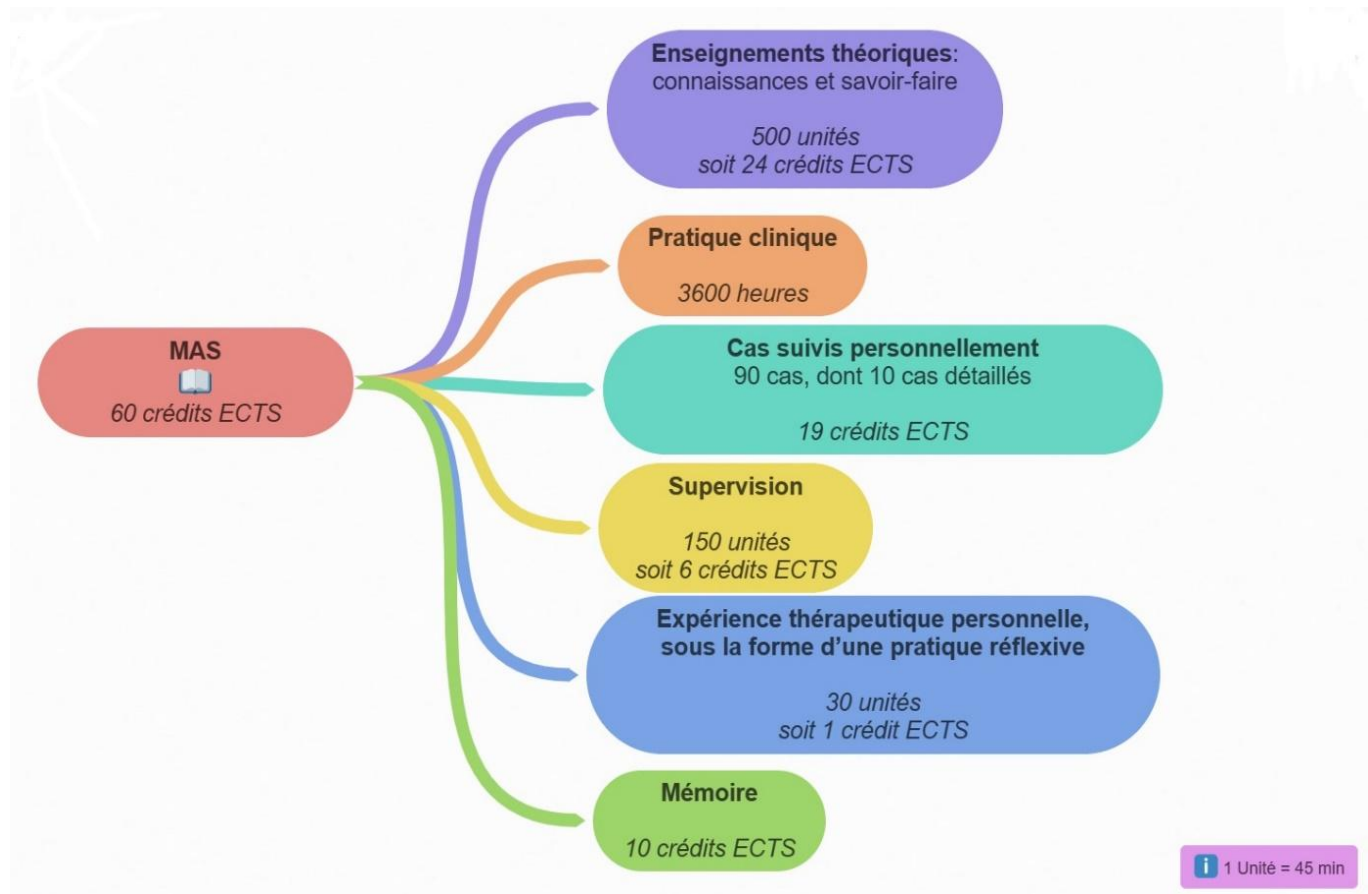 Enseignements théoriques:
connaissances et savoir-faire
500 unités
soit 24 crédits ECTS
Pratique clinique
3600 heures
MAS
60 crédits ECTS
Cas suivis personnellement
90 cas, dont 10 cas détaillés
19 crédits ECTS
Supervision
150 unités
soit 6 crédits ECTS
Expérience thérapeutique personnelle,
sous la forme d’une pratique réflexive
30 unités
soit 1 crédit ECTS
Mémoire
10 crédits ECTS
i 1 Unité = 45 min